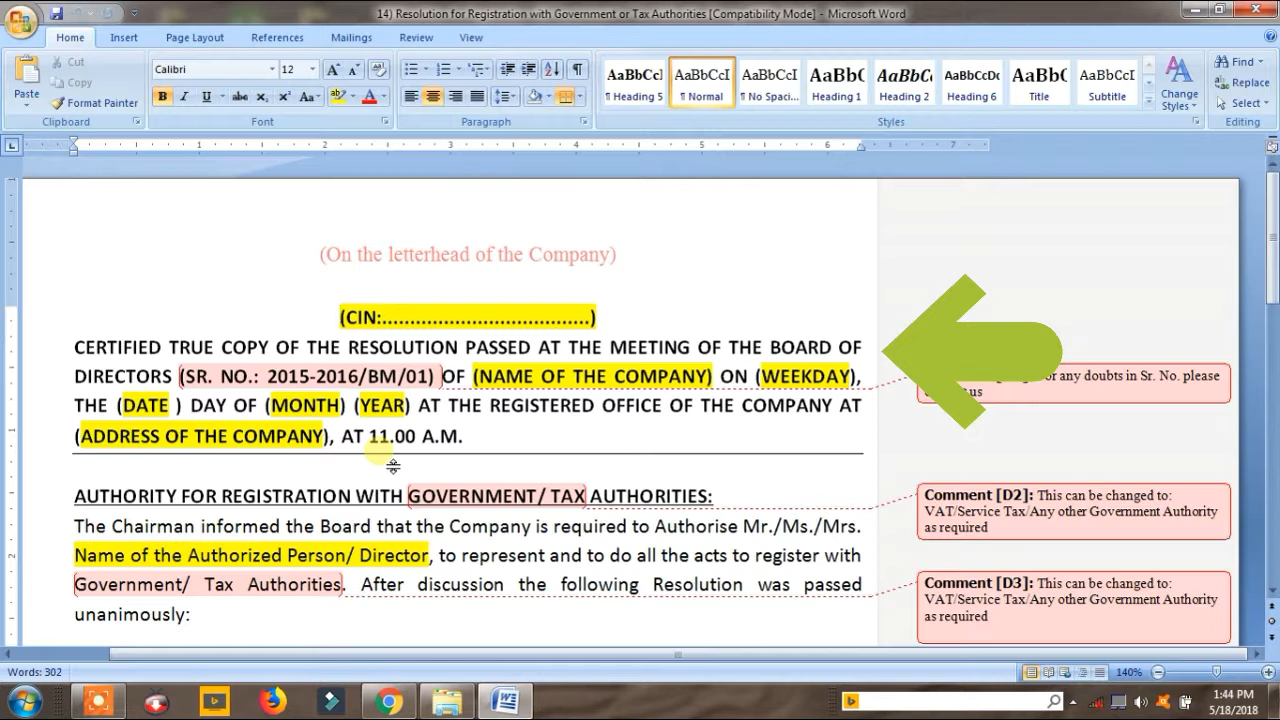 14) Resolution for Registration with Government or Tax Authorities [Compatibility Mode] - Microsoft Word
Home Insert Page Layout References Mailings Review View
Paste
Cut
Copy
Format Painter
Clipboard
Calibri 12
Font
Paragraph
AaBbCcI AaBbCcI AaBbCcI AaBbC AaBbC AaBbCcDc AaBbC AaBbCcI
¶ Heading 5 ¶ Normal ¶ No Spaci... Heading 1 Heading 2 Heading 6 Title Subtitle
Change Styles
Styles
Find
Replace
Select
Editing
1 2 3 4 5 6 7
(On the letterhead of the Company)
(CIN:......................................)
CERTIFIED TRUE COPY OF THE RESOLUTION PASSED AT THE MEETING OF THE BOARD OF
DIRECTORS (SR. NO.: 2015-2016/BM/01) OF (NAME OF THE COMPANY) ON (WEEKDAY),
THE (DATE ) DAY OF (MONTH) (YEAR) AT THE REGISTERED OFFICE OF THE COMPANY AT
(ADDRESS OF THE COMPANY), AT 11.00 A.M.
AUTHORITY FOR REGISTRATION WITH GOVERNMENT/ TAX AUTHORITIES:
The Chairman informed the Board that the Company is required to Authorise Mr./Ms./Mrs.
Name of the Authorized Person/ Director, to represent and to do all the acts to register with
Government/ Tax Authorities. After discussion the following Resolution was passed
unanimously:
or any doubts in Sr. No. please
us
Comment [D2]: This can be changed to:
VAT/Service Tax/Any other Government Authority
as required
Comment [D3]: This can be changed to:
VAT/Service Tax/Any other Government Authority
as required
Words: 302
140%
1:44 PM
5/18/2018